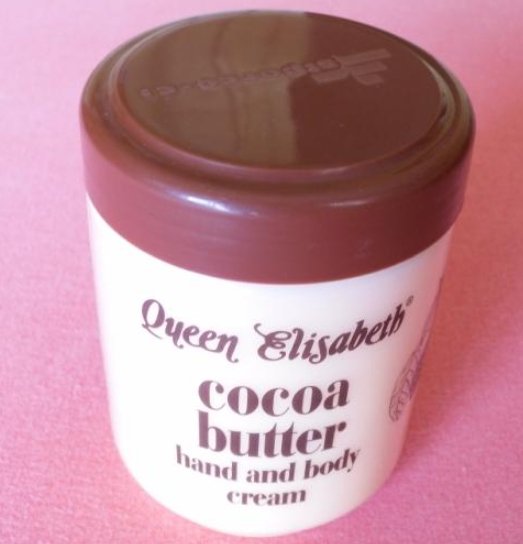 Queen Elisabeth®
cocoa
butter
hand and body
cream